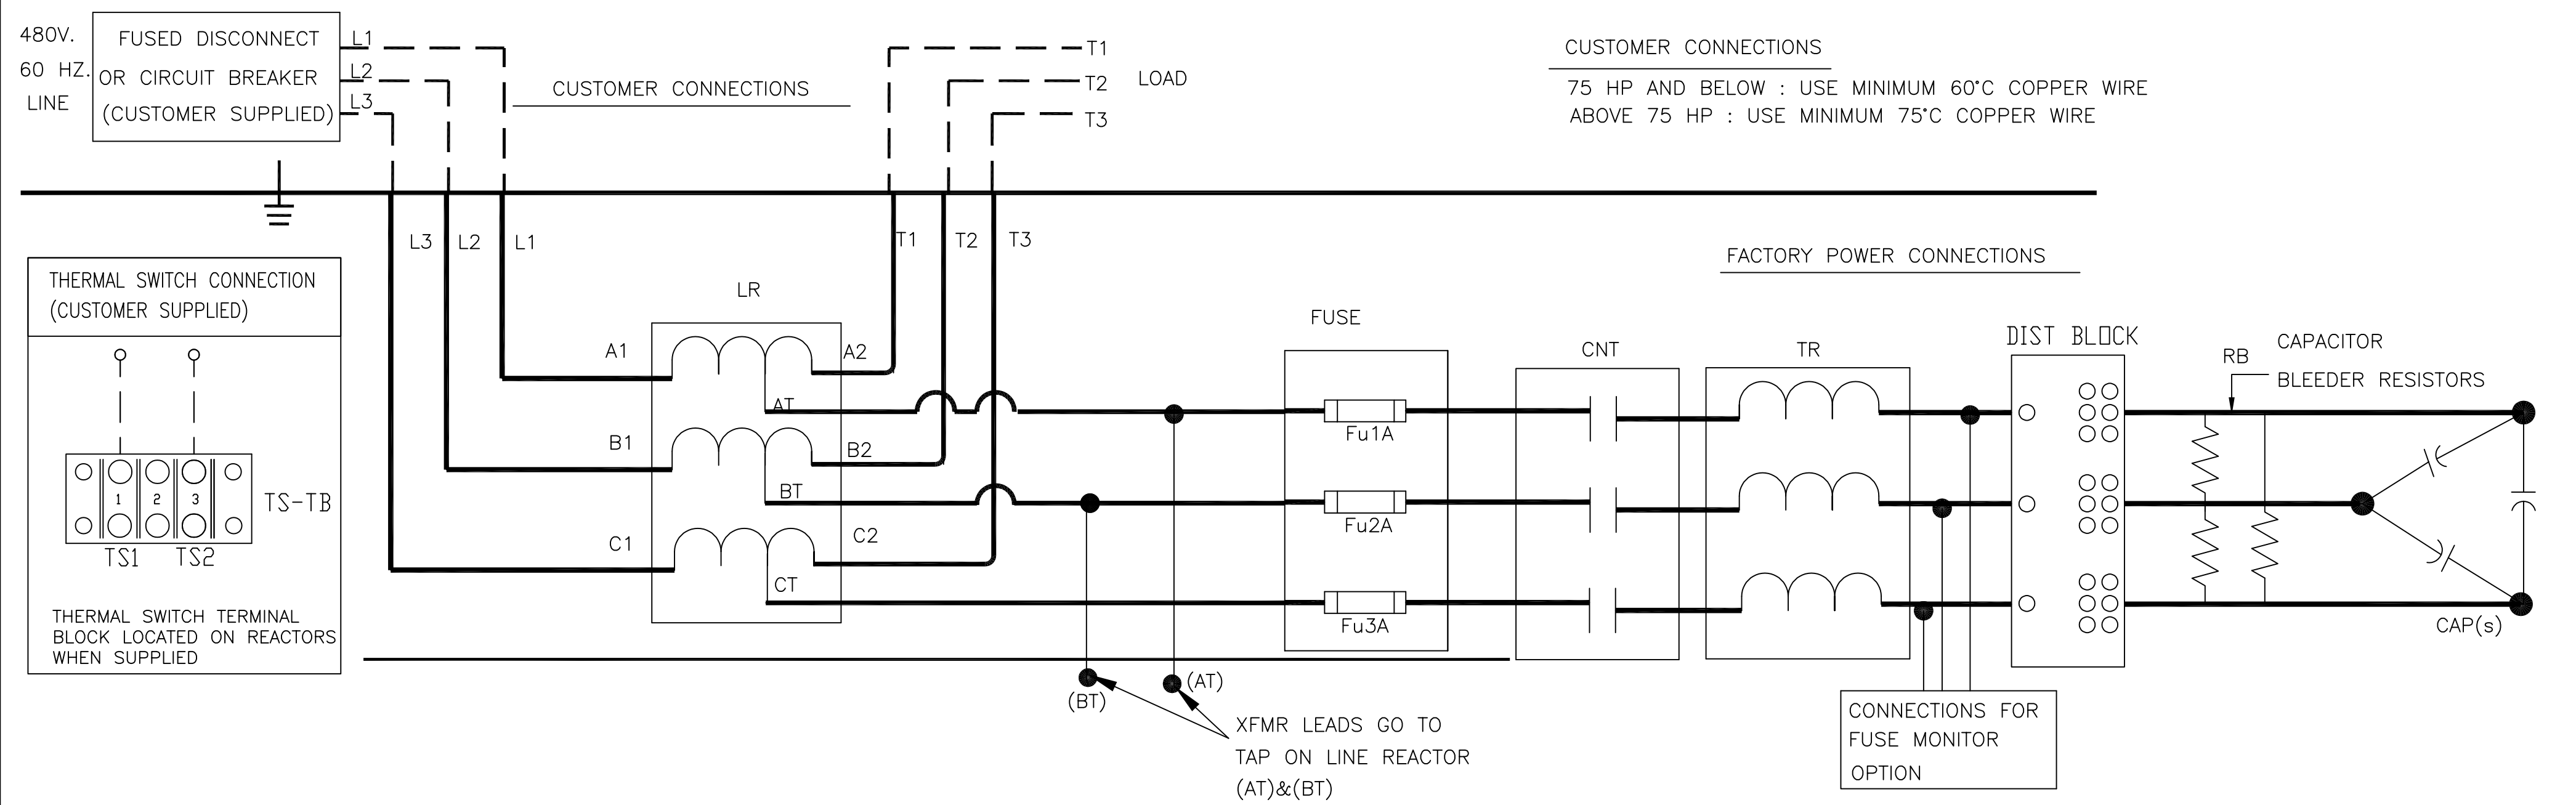 480V.
60 HZ.
LINE
FUSED DISCONNECT
OR CIRCUIT BREAKER
(CUSTOMER SUPPLIED)
L1
L2
L3
CUSTOMER CONNECTIONS
T1
T2
T3
LOAD
CUSTOMER CONNECTIONS
75 HP AND BELOW : USE MINIMUM 60°C COPPER WIRE
ABOVE 75 HP : USE MINIMUM 75°C COPPER WIRE
L3
L2
L1
T1
T2
T3
FACTORY POWER CONNECTIONS
THERMAL SWITCH CONNECTION
(CUSTOMER SUPPLIED)
1
2
3
TS-TB
TS1
TS2
THERMAL SWITCH TERMINAL
BLOCK LOCATED ON REACTORS
WHEN SUPPLIED
LR
A1
A2
AT
B1
B2
BT
C1
C2
CT
FUSE
Fu1A
Fu2A
Fu3A
CNT
TR
DIST BLOCK
RB
CAPACITOR
BLEEDER RESISTORS
CAP(s)
(BT)
(AT)
XFMR LEADS GO TO
TAP ON LINE REACTOR
(AT)&(BT)
CONNECTIONS FOR
FUSE MONITOR
OPTION